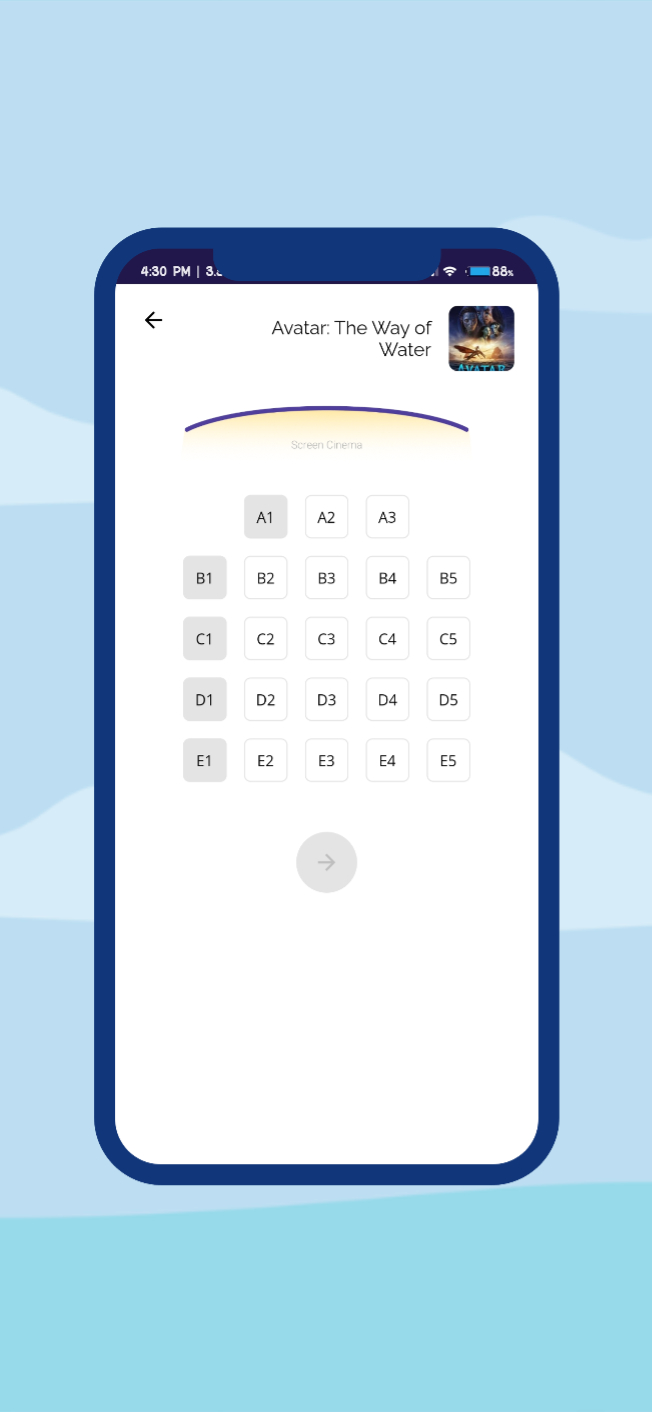 4:30 PM | 3.
88%
Avatar: The Way of
Water
AVATAR
Screen Cinema
A1 A2 A3
B1 B2 B3 B4 B5
C1 C2 C3 C4 C5
D1 D2 D3 D4 D5
E1 E2 E3 E4 E5